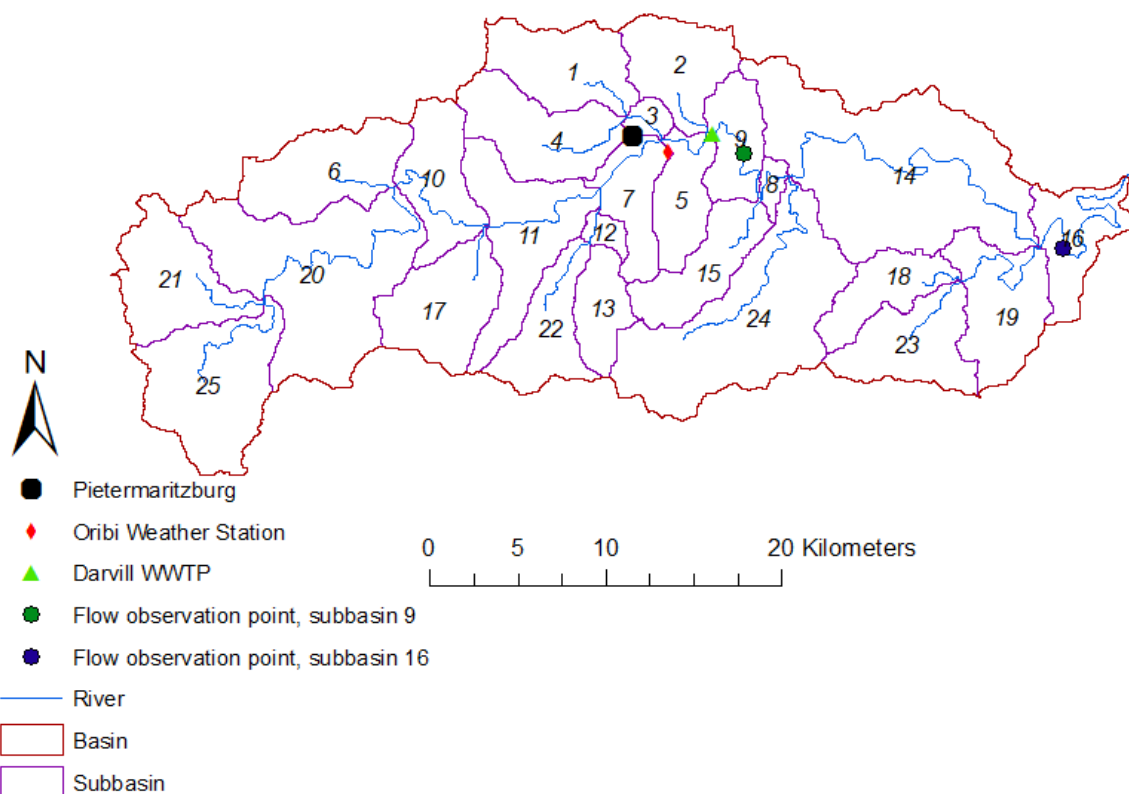 1
2
3
4
9
6
10
8
14
7
5
16
11
12
21
20
15
18
17
22
13
24
19
23
25
N
Pietermaritzburg
Oribi Weather Station
0 5 10 20 Kilometers
Darvill WWTP
Flow observation point, subbasin 9
Flow observation point, subbasin 16
River
Basin
Subbasin